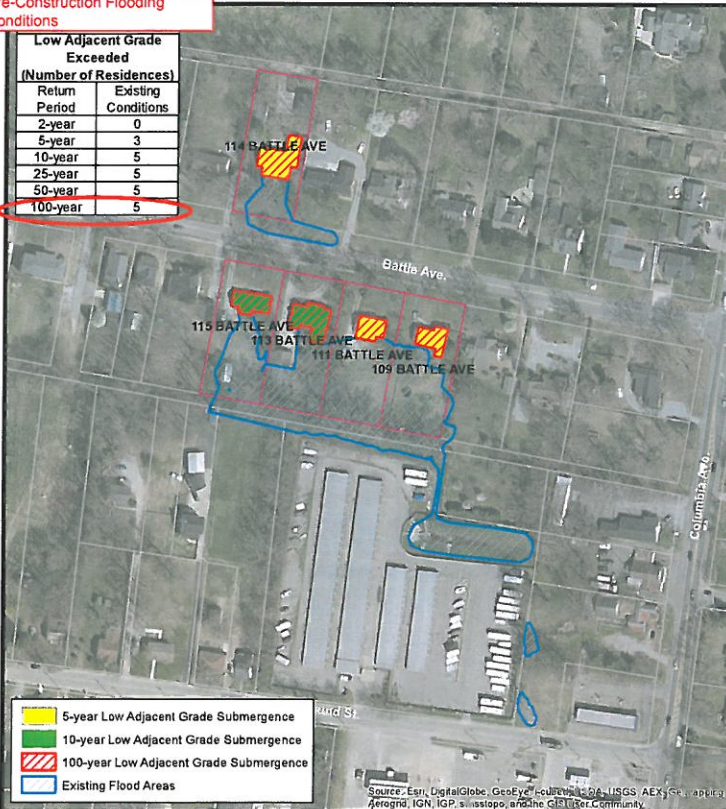 re-Construction Flooding
onditions
Low Adjacent Grade
Exceeded
(Number of Residences)
Return Period Existing Conditions
2-year 0
5-year 3
10-year 5
25-year 5
50-year 5
100-year 5
114 BATTLE AVE
Battle Ave.
115 BATTLE AVE
113 BATTLE AVE
111 BATTLE AVE
109 BATTLE AVE
Columbia Ave.
St.
5-year Low Adjacent Grade Submergence
10-year Low Adjacent Grade Submergence
100-year Low Adjacent Grade Submergence
Existing Flood Areas
Source: Esri, DigitalGlobe, GeoEye, USGS, AEX,
Aerogrid, IGN, IGP, and the GIS User Community